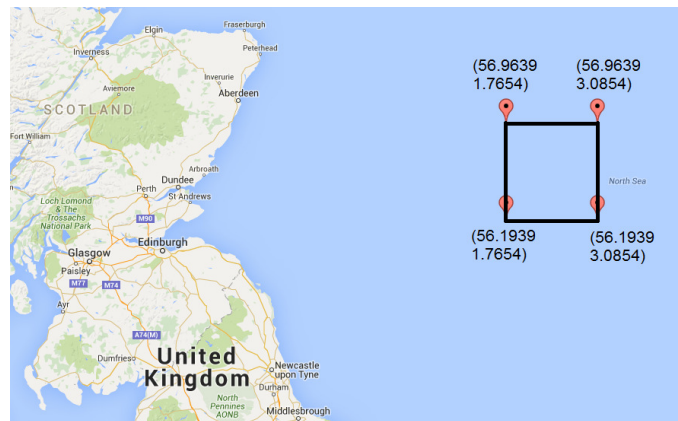 Fraserburgh
Elgin
Peterhead
Inverness
Inverurie
Aviemore
Aberdeen
SCOTLAND
Fort William
Arbroath
Dundee
Perth
St Andrews
Loch Lomond
& The
Trossachs
National Park
M90
Edinburgh
Glasgow
Paisley
M77
M74
Ayr
A74(M)
Dumfries
United
Kingdom
Newcastle
upon Tyne
Durham
North
Pennines
AONB
Middlesbrough
(56.9639
1.7654)
(56.9639
3.0854)
North Sea
(56.1939
1.7654)
(56.1939
3.0854)